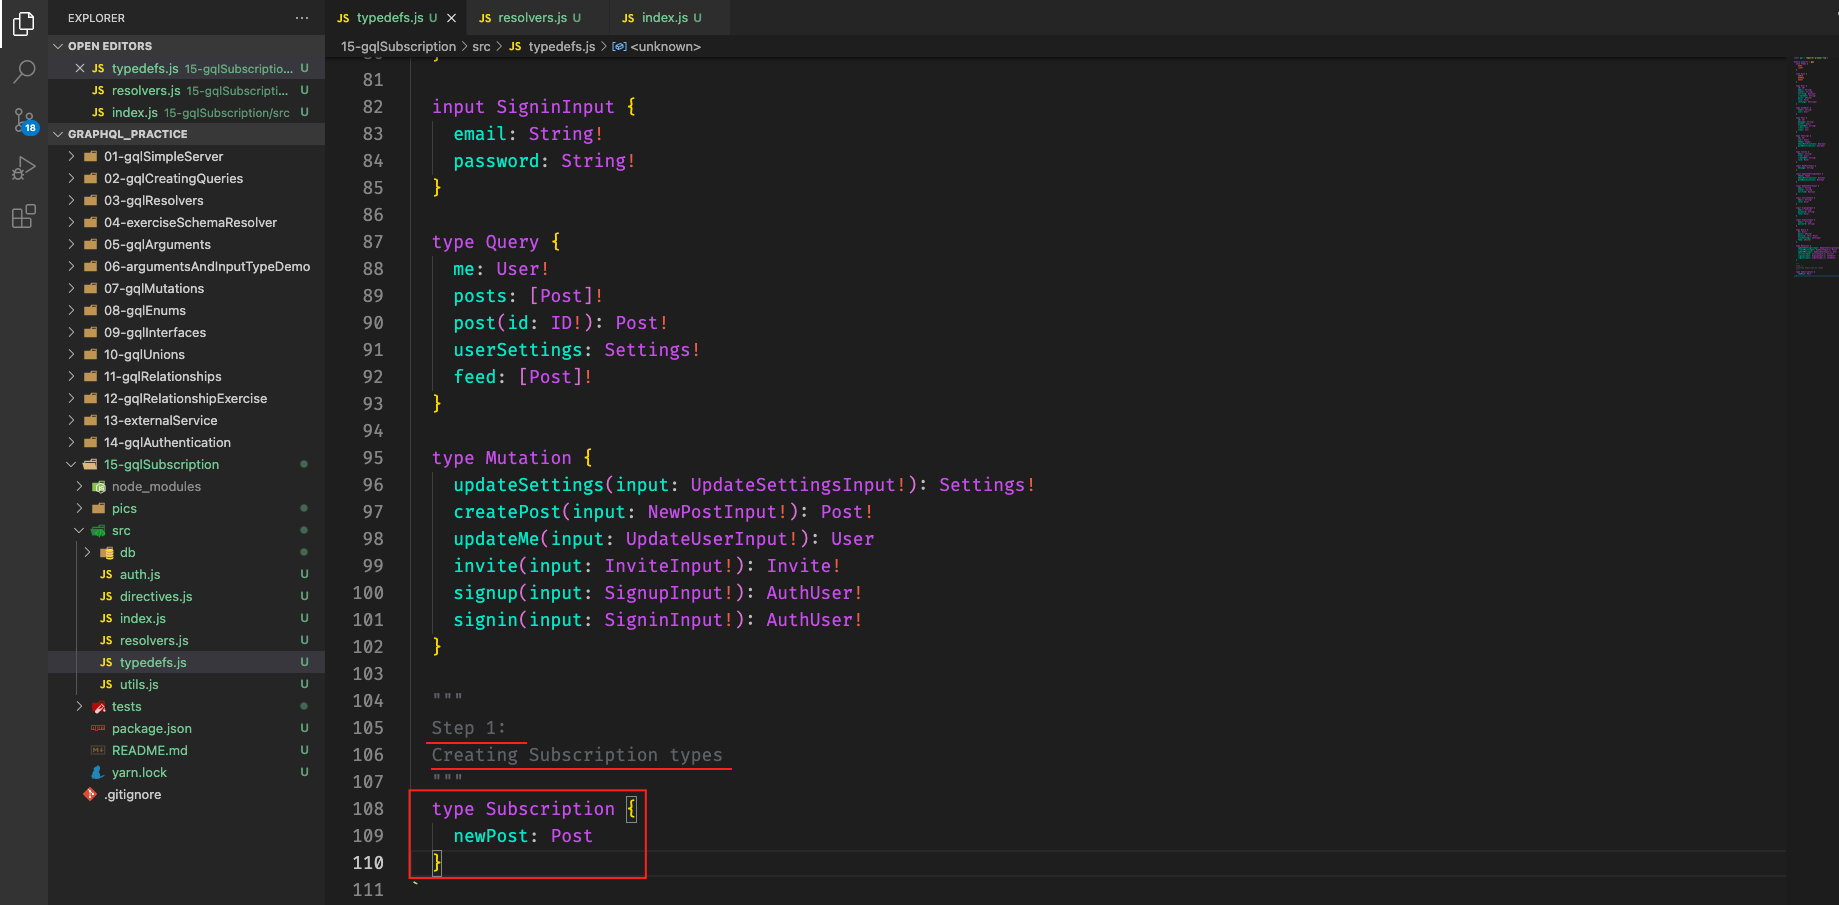 EXPLORER
OPEN EDITORS
JS typedefs.js 15-gqlSubscriptio... U
JS resolvers.js 15-gqlSubscripti... U
JS index.js 15-gqlSubscription/src U
18
GRAPHQL_PRACTICE
01-gqlSimpleServer
02-gqlCreatingQueries
03-gqlResolvers
04-exerciseSchemaResolver
05-gqlArguments
06-argumentsAndInputTypeDemo
07-gqlMutations
08-gqlEnums
09-gqlInterfaces
10-gqlUnions
11-gqlRelationships
12-gqlRelationshipExercise
13-externalService
14-gqlAuthentication
15-gqlSubscription
node_modules
pics
src
db
JS auth.js U
JS directives.js U
JS index.js U
JS resolvers.js U
JS typedefs.js U
JS utils.js U
tests
package.json U
README.md U
yarn.lock U
.gitignore
JS typedefs.js U
JS resolvers.js U
JS index.js U
15-gqlSubscription > src > JS typedefs.js > <unknown>
81
82 input SigninInput {
83 email: String!
84 password: String!
85 }
86
87 type Query {
88 me: User!
89 posts: [Post]!
90 post(id: ID!): Post!
91 userSettings: Settings!
92 feed: [Post]!
93 }
94
95 type Mutation {
96 updateSettings(input: UpdateSettingsInput!): Settings!
97 createPost(input: NewPostInput!): Post!
98 updateMe(input: UpdateUserInput!): User
99 invite(input: InviteInput!): Invite!
100 signup(input: SignupInput!): AuthUser!
101 signin(input: SigninInput!): AuthUser!
102 }
103
104 """
105 Step 1:
106 Creating Subscription types
107 """
108 type Subscription {
109 newPost: Post
110 }
111 `